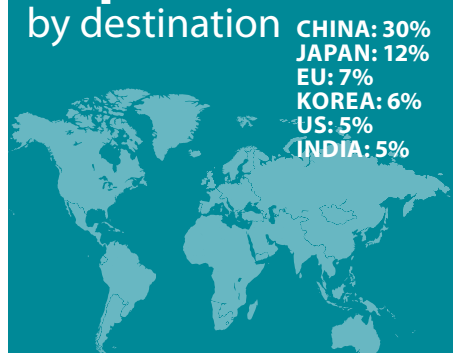 by destination
CHINA: 30%
JAPAN: 12%
EU: 7%
KOREA: 6%
US: 5%
INDIA: 5%